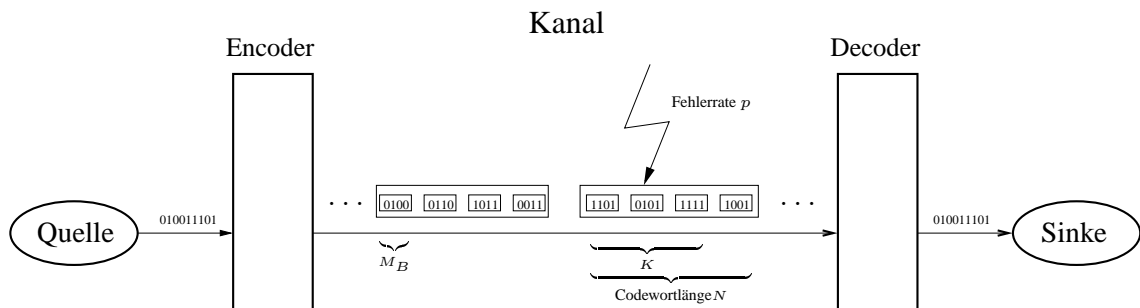 Kanal
Encoder
Decoder
Fehlerrate p
. . .
0100 0110 1011 0011
1101 0101 1111 1001
. . .
Quelle
010011101
010011101
Sinke
M_B
K
Codewortlänge N